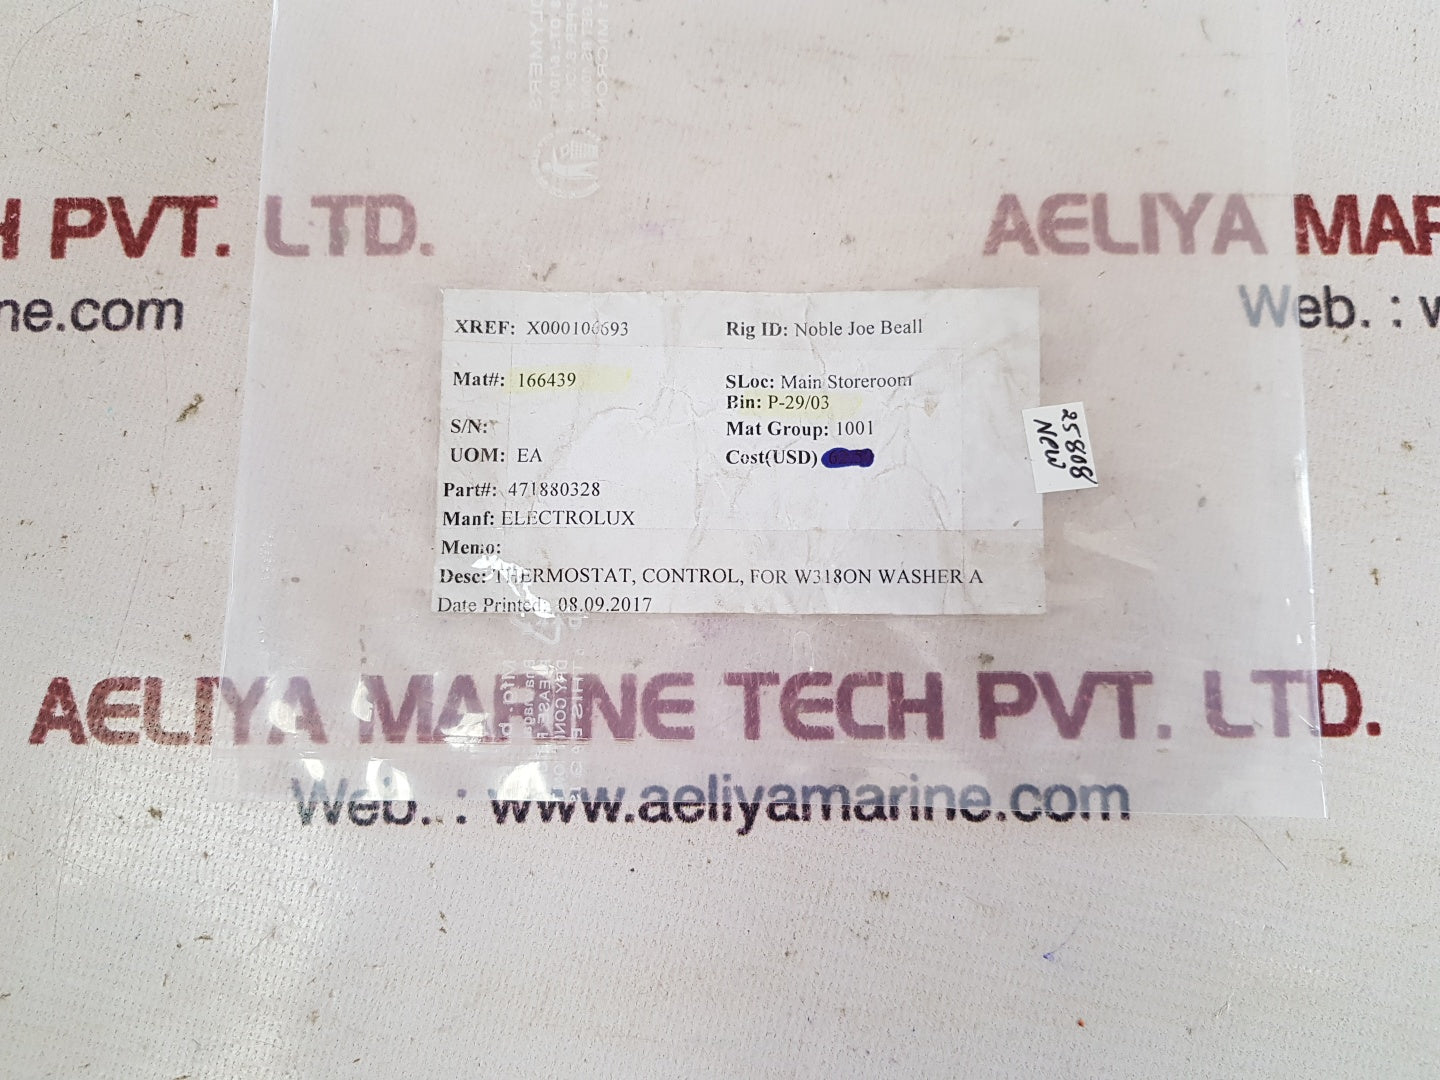 H PVT. LTD.
AELIYA MAR
ne.com
Web. : w
XREF: X000106693
Rig ID: Noble Joe Beall
Mat#: 166439
SLoc: Main Storeroom
Bin: P-29/03
S/N:
Mat Group: 1001
UOM: EA
Cost(USD)
Part#: 471880328
Manf: ELECTROLUX
Memo:
Desc: THERMOSTAT, CONTROL, FOR W318ON WASHER A
Date Printed: 08.09.2017
25808
New
AELIYA MARINE TECH PVT. LTD.
Web. : www.aeliyamarine.com